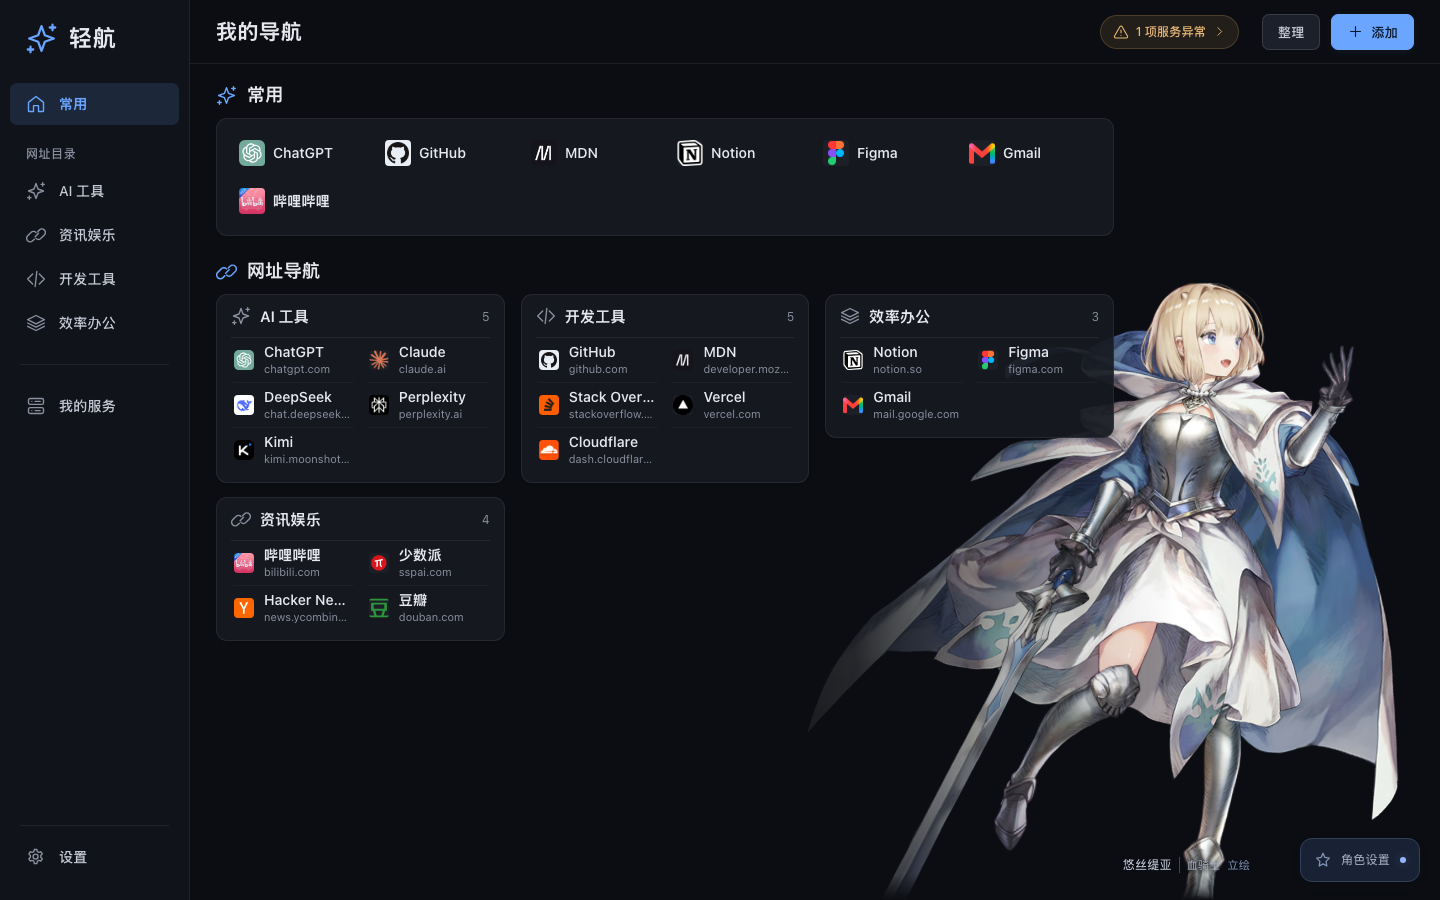 轻航
我的导航
1 项服务异常
整理
添加
常用
网址目录
AI 工具
资讯娱乐
开发工具
效率办公
我的服务
设置
常用
ChatGPT
GitHub
MDN
Notion
Figma
Gmail
哔哩哔哩
网址导航
AI 工具
5
ChatGPT
chatgpt.com
Claude
claude.ai
DeepSeek
chat.deepseek...
Perplexity
perplexity.ai
Kimi
kimi.moonshot...
开发工具
5
GitHub
github.com
MDN
developer.moz...
Stack Over...
stackoverflow....
Vercel
vercel.com
Cloudflare
dash.cloudflar...
效率办公
3
Notion
notion.so
Figma
figma.com
Gmail
mail.google.com
资讯娱乐
4
哔哩哔哩
bilibili.com
少数派
sspai.com
Hacker Ne...
news.ycombin...
豆瓣
douban.com
悠丝缇亚
立绘
角色设置